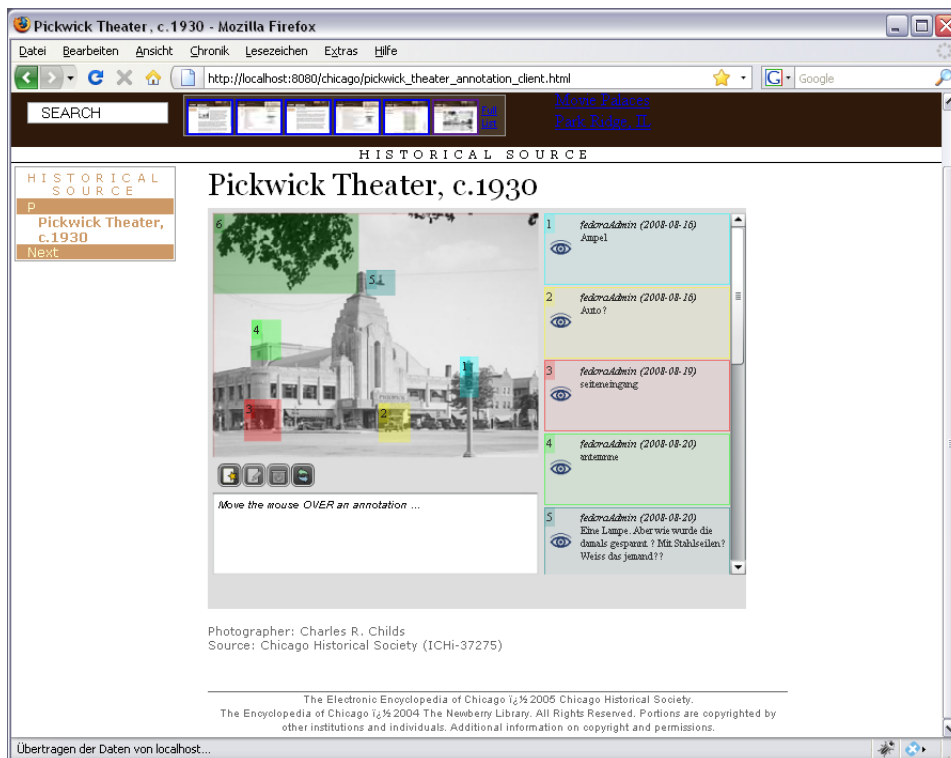 Pickwick Theater, c.1930 - Mozilla Firefox
Datei Bearbeiten Ansicht Chronik Lesezeichen Extras Hilfe
http://localhost:8080/chicago/pickwick_theater_annotation_client.html
G Google
SEARCH
Full
List
Movie Palaces
Park Ridge, IL
HISTORICAL SOURCE
HISTORICAL
SOURCE
P
Pickwick Theater,
c.1930
Next
Pickwick Theater, c.1930
6
5
4
1
3
2
1 fedoraAdmin (2008-08-16)
Ampel
2 fedoraAdmin (2008-08-16)
Auto?
3 fedoraAdmin (2008-08-19)
seiteneingang
4 fedoraAdmin (2008-08-20)
antennne
5 fedoraAdmin (2008-08-20)
Eine Lampe. Aber wie wurde die
damals gespannt ? Mit Stahlseilen?
Weiss das jemand??
Move the mouse OVER an annotation ...
Photographer: Charles R. Childs
Source: Chicago Historical Society (ICHi-37275)
The Electronic Encyclopedia of Chicago ï¿½ 2005 Chicago Historical Society.
The Encyclopedia of Chicago ï¿½ 2004 The Newberry Library. All Rights Reserved. Portions are copyrighted by
other institutions and individuals. Additional information on copyright and permissions.
Übertragen der Daten von localhost...